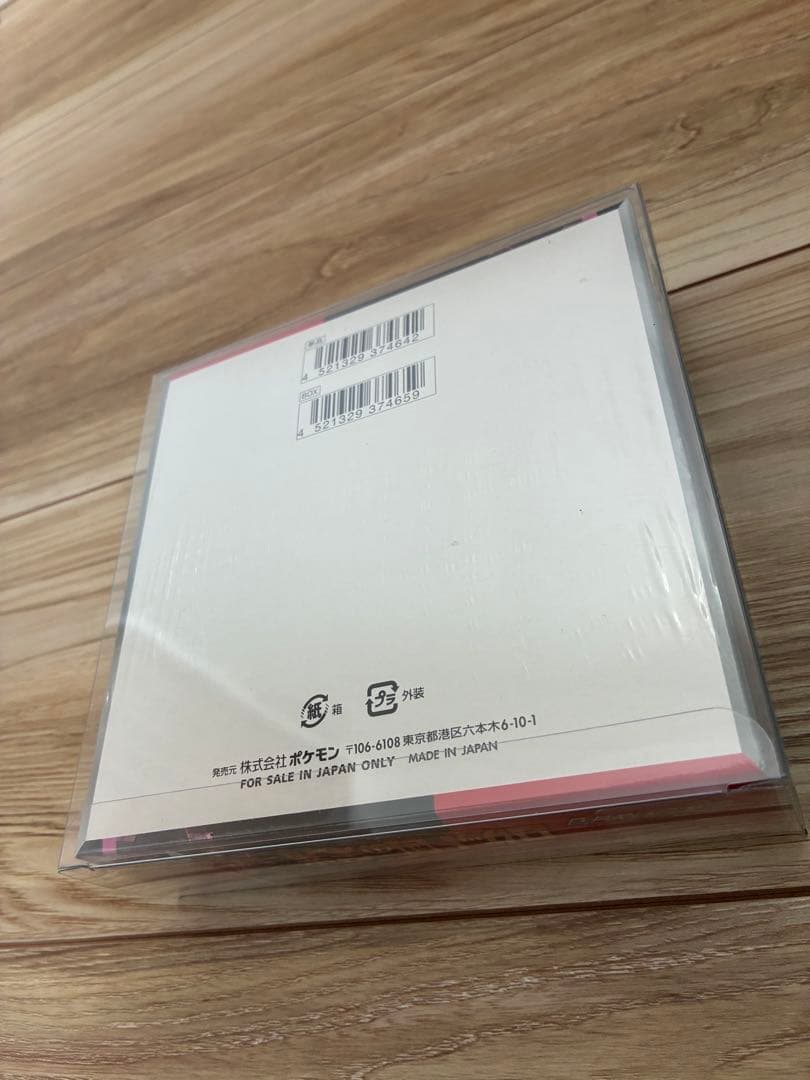 単品
4 521329 374642
BOX
4 521329 374659
紙 箱
プラ 外装
発売元 株式会社 ポケモン 〒106-6108 東京都港区六本木6-10-1
FOR SALE IN JAPAN ONLY MADE IN JAPAN